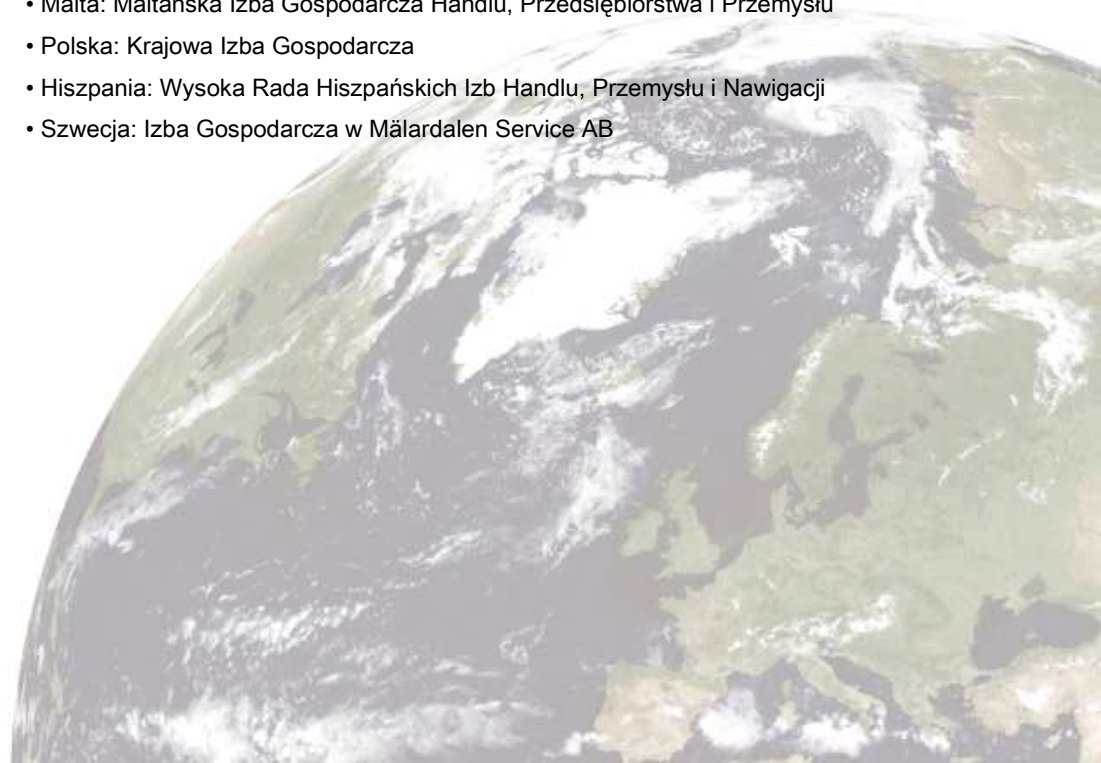 • Malta: Maltańska Izba Gospodarcza Handlu, Przedsiębiorstwa i Przemysłu
• Polska: Krajowa Izba Gospodarcza
• Hiszpania: Wysoka Rada Hiszpańskich Izb Handlu, Przemysłu i Nawigacji
• Szwecja: Izba Gospodarcza w Mälardalen Service AB